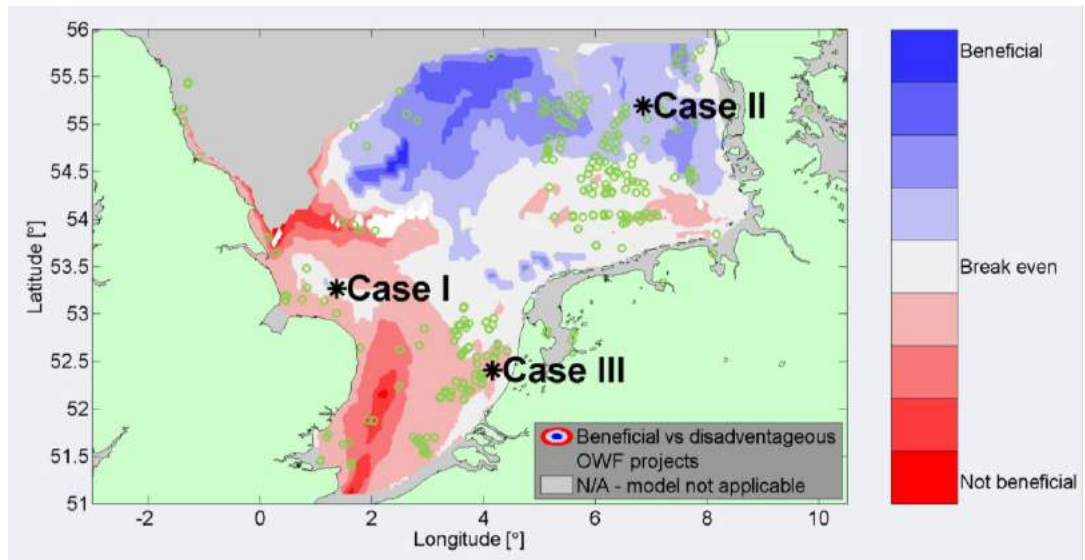 56
55.5
55
54.5
54
53.5
53
52.5
52
51.5
51
Latitude [°]
-2
0
2
4
6
8
10
Longitude [°]
Case II
Case I
Case III
Beneficial vs disadventageous
OWF projects
N/A - model not applicable
Beneficial
Break even
Not beneficial